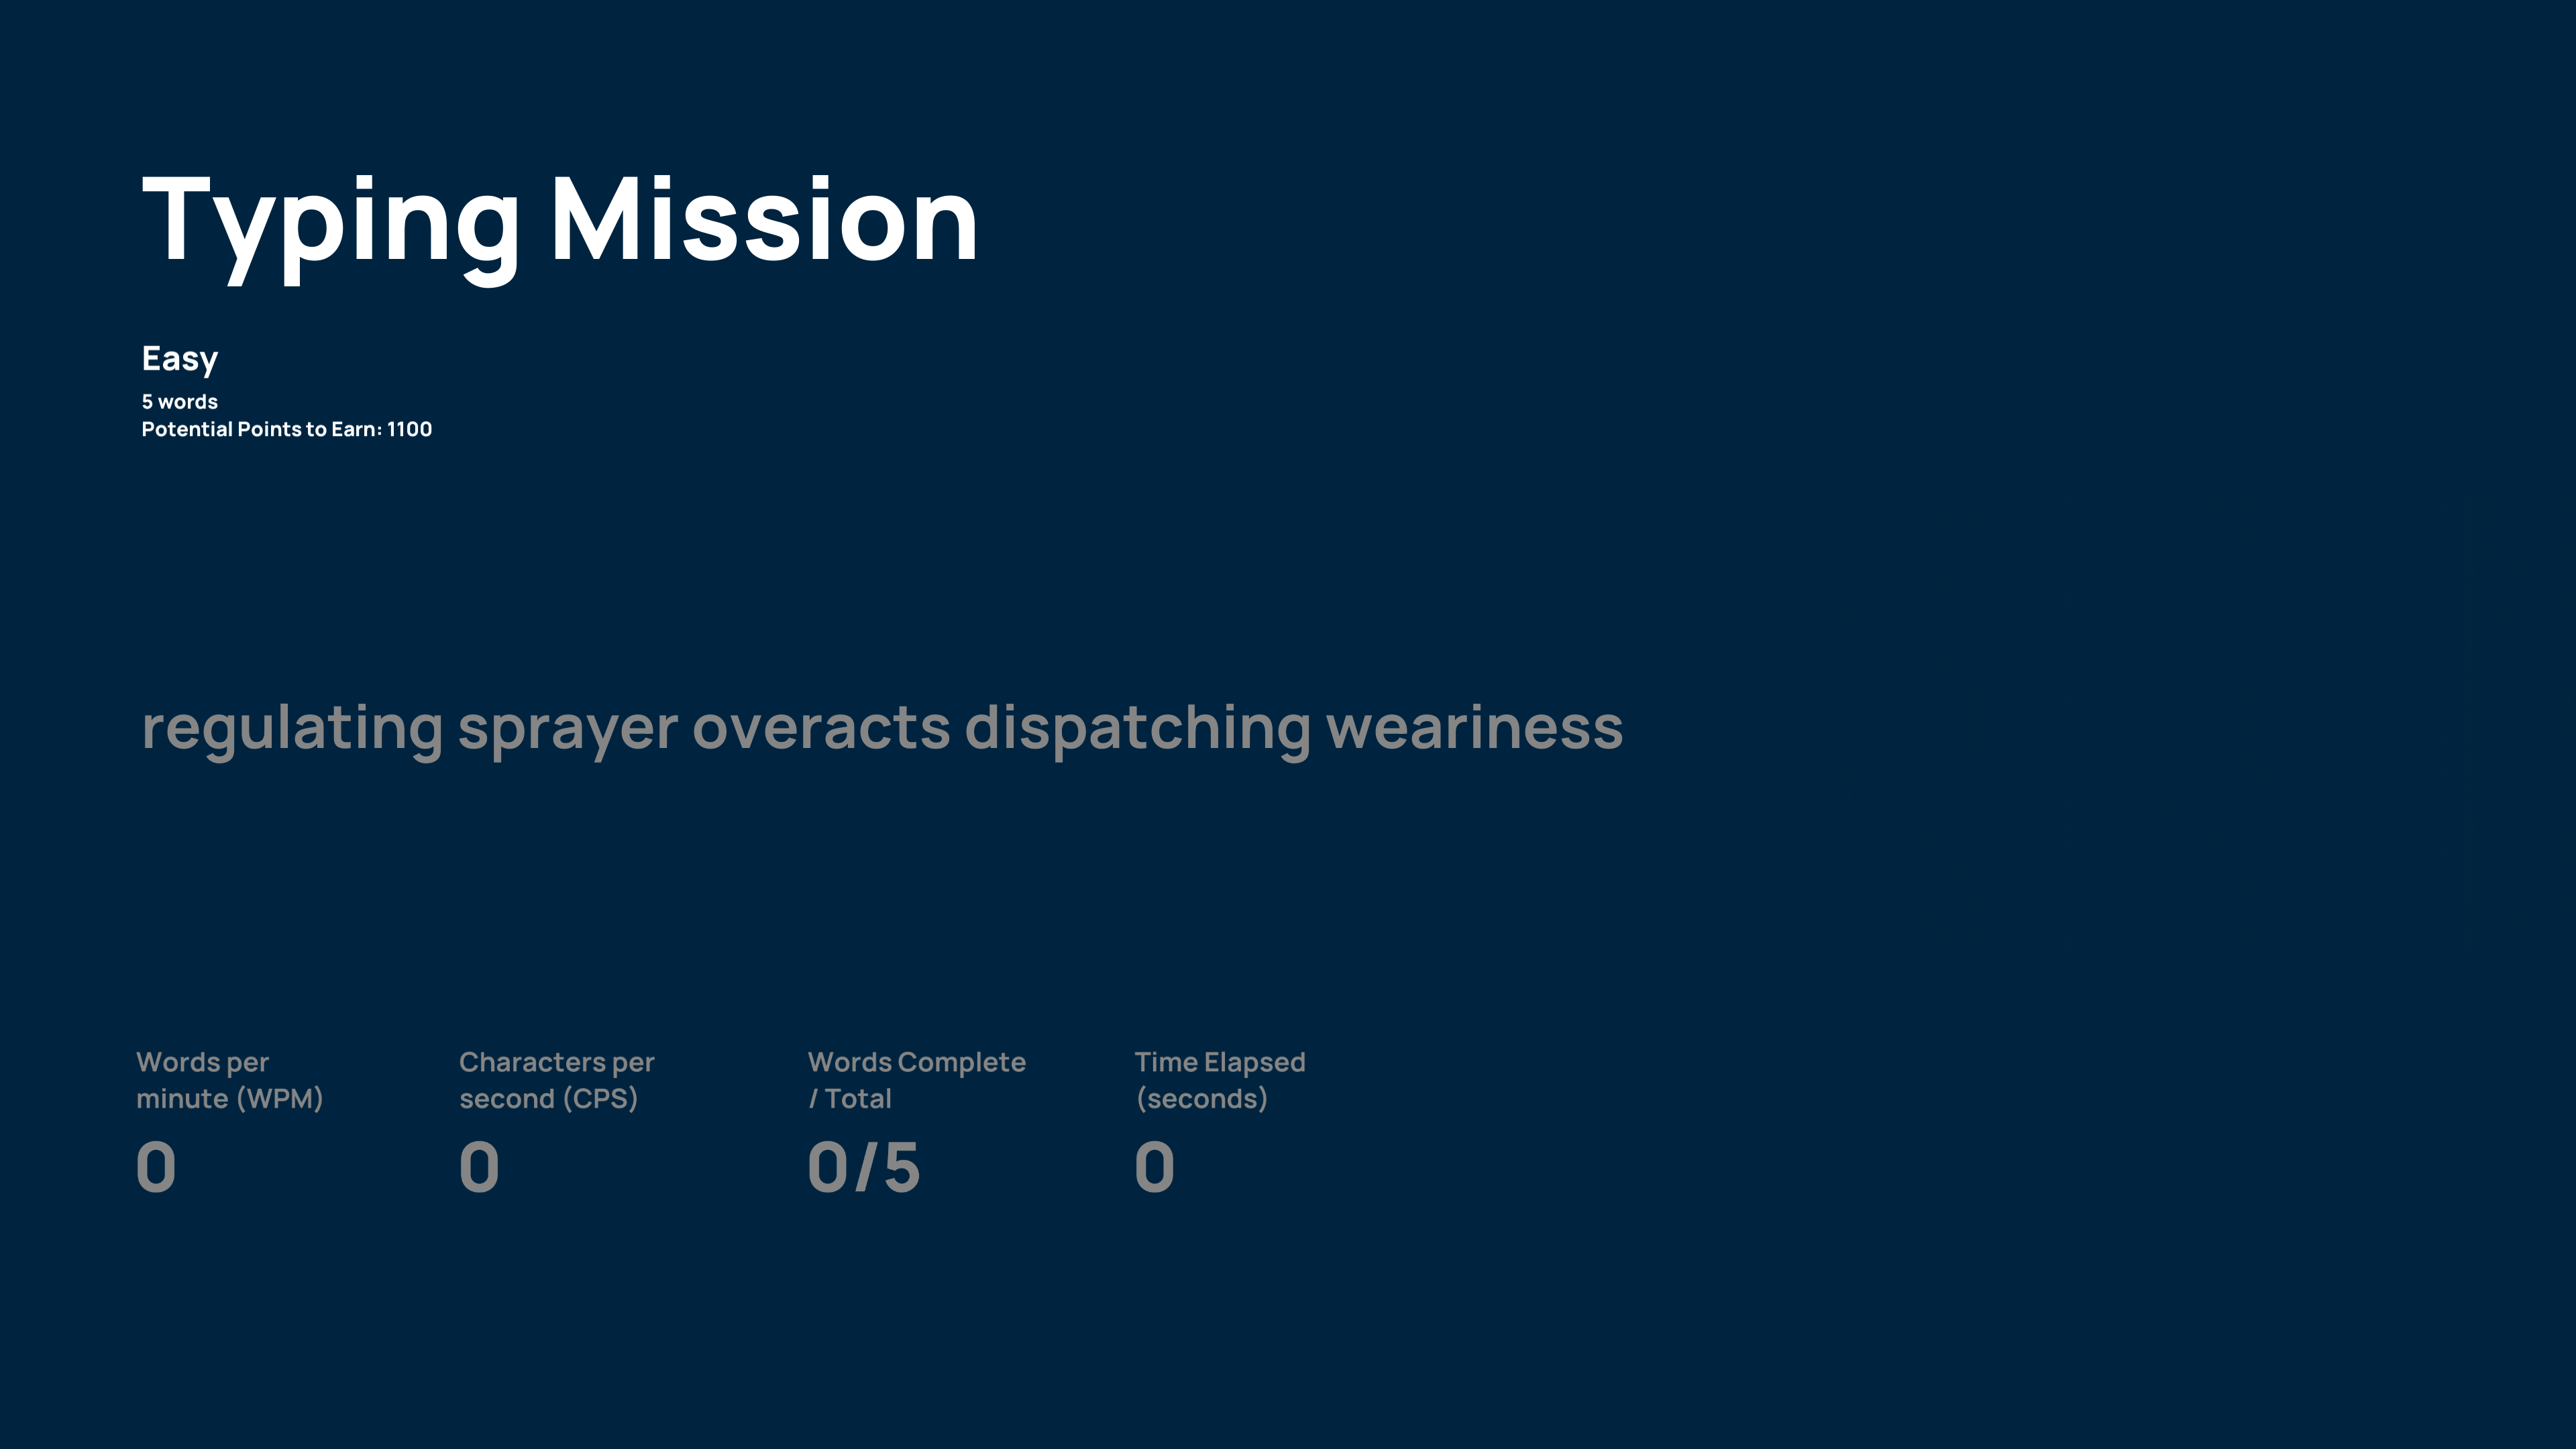 Typing Mission
Easy
5 words
Potential Points to Earn: 1100
regulating sprayer overacts dispatching weariness
Words per
minute (WPM)
0
Characters per
second (CPS)
0
Words Complete
/ Total
0/5
Time Elapsed
(seconds)
0